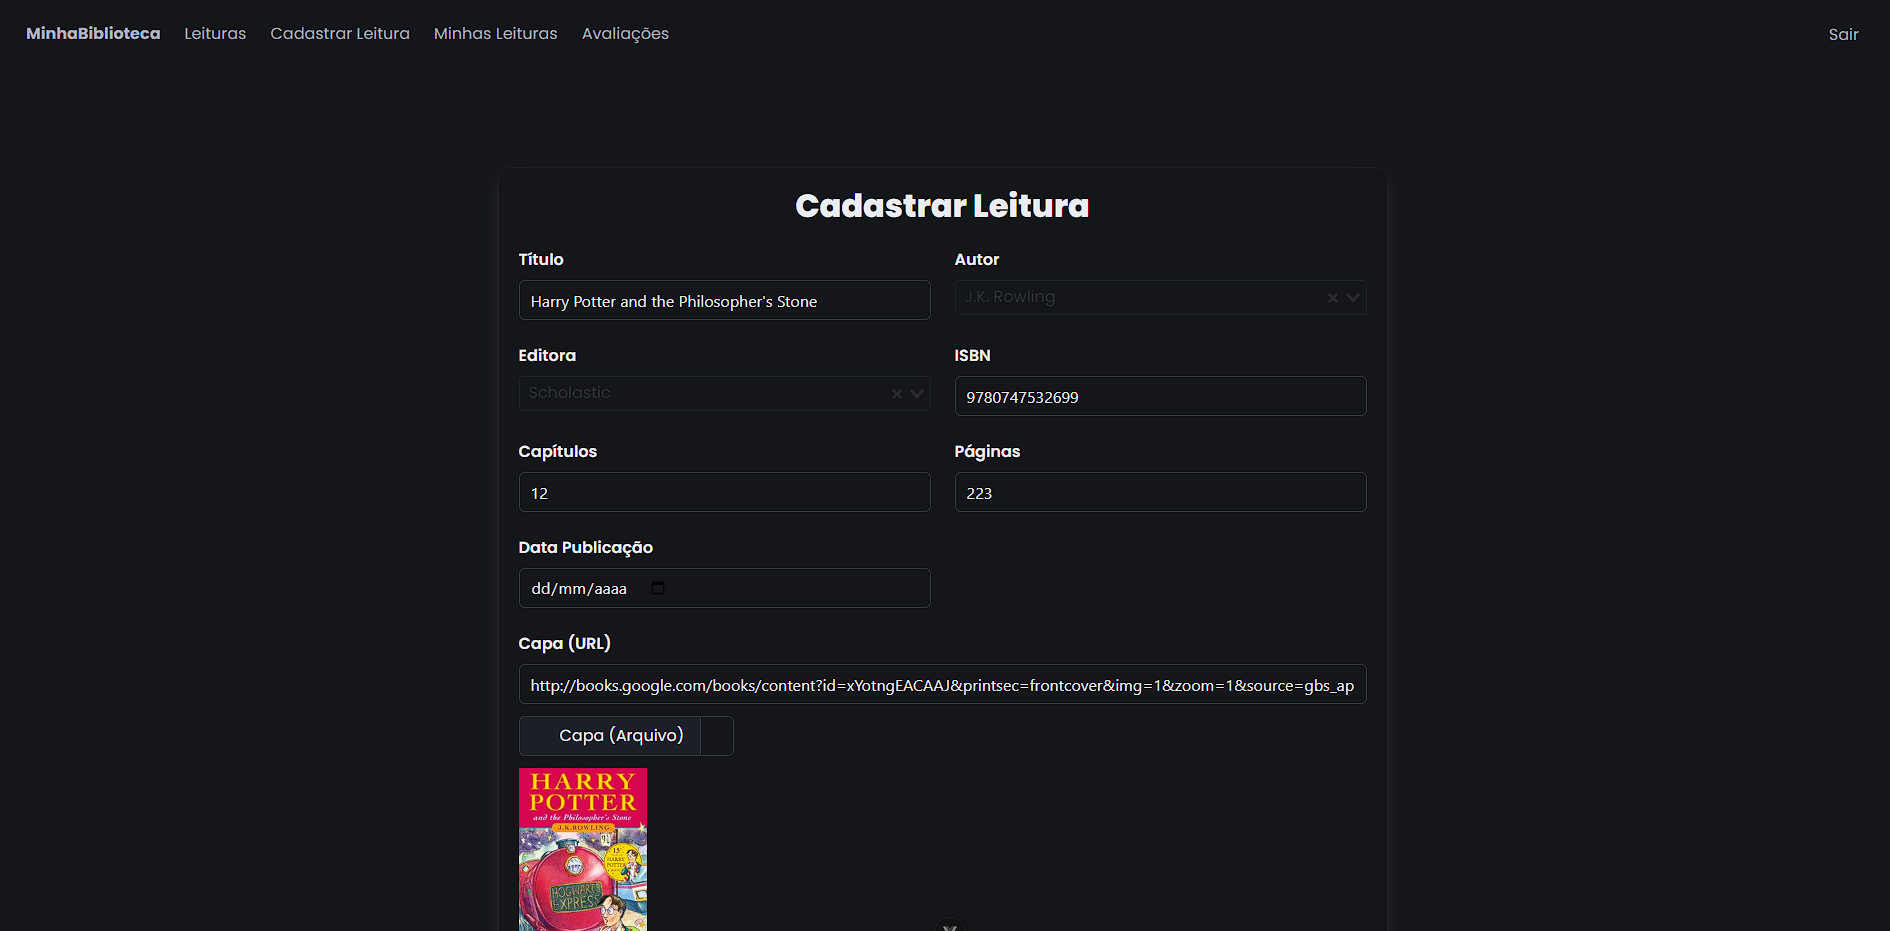 MinhaBiblioteca Leituras Cadastrar Leitura Minhas Leituras Avaliações Sair
Cadastrar Leitura
Título Autor
Harry Potter and the Philosopher's Stone J.K. Rowling
Editora ISBN
Scholastic 9780747532699
Capítulos Páginas
12 223
Data Publicação
dd/mm/aaaa
Capa (URL)
http://books.google.com/books/content?id=xYotngEACAAJ&printsec=frontcover&img=1&zoom=1&source=gbs_ap
Capa (Arquivo)
HARRY
POTTER
and the Philosopher's Stone
J.K.ROWLING
HARRY
POTTER
HOGWARTS
EXPRESS